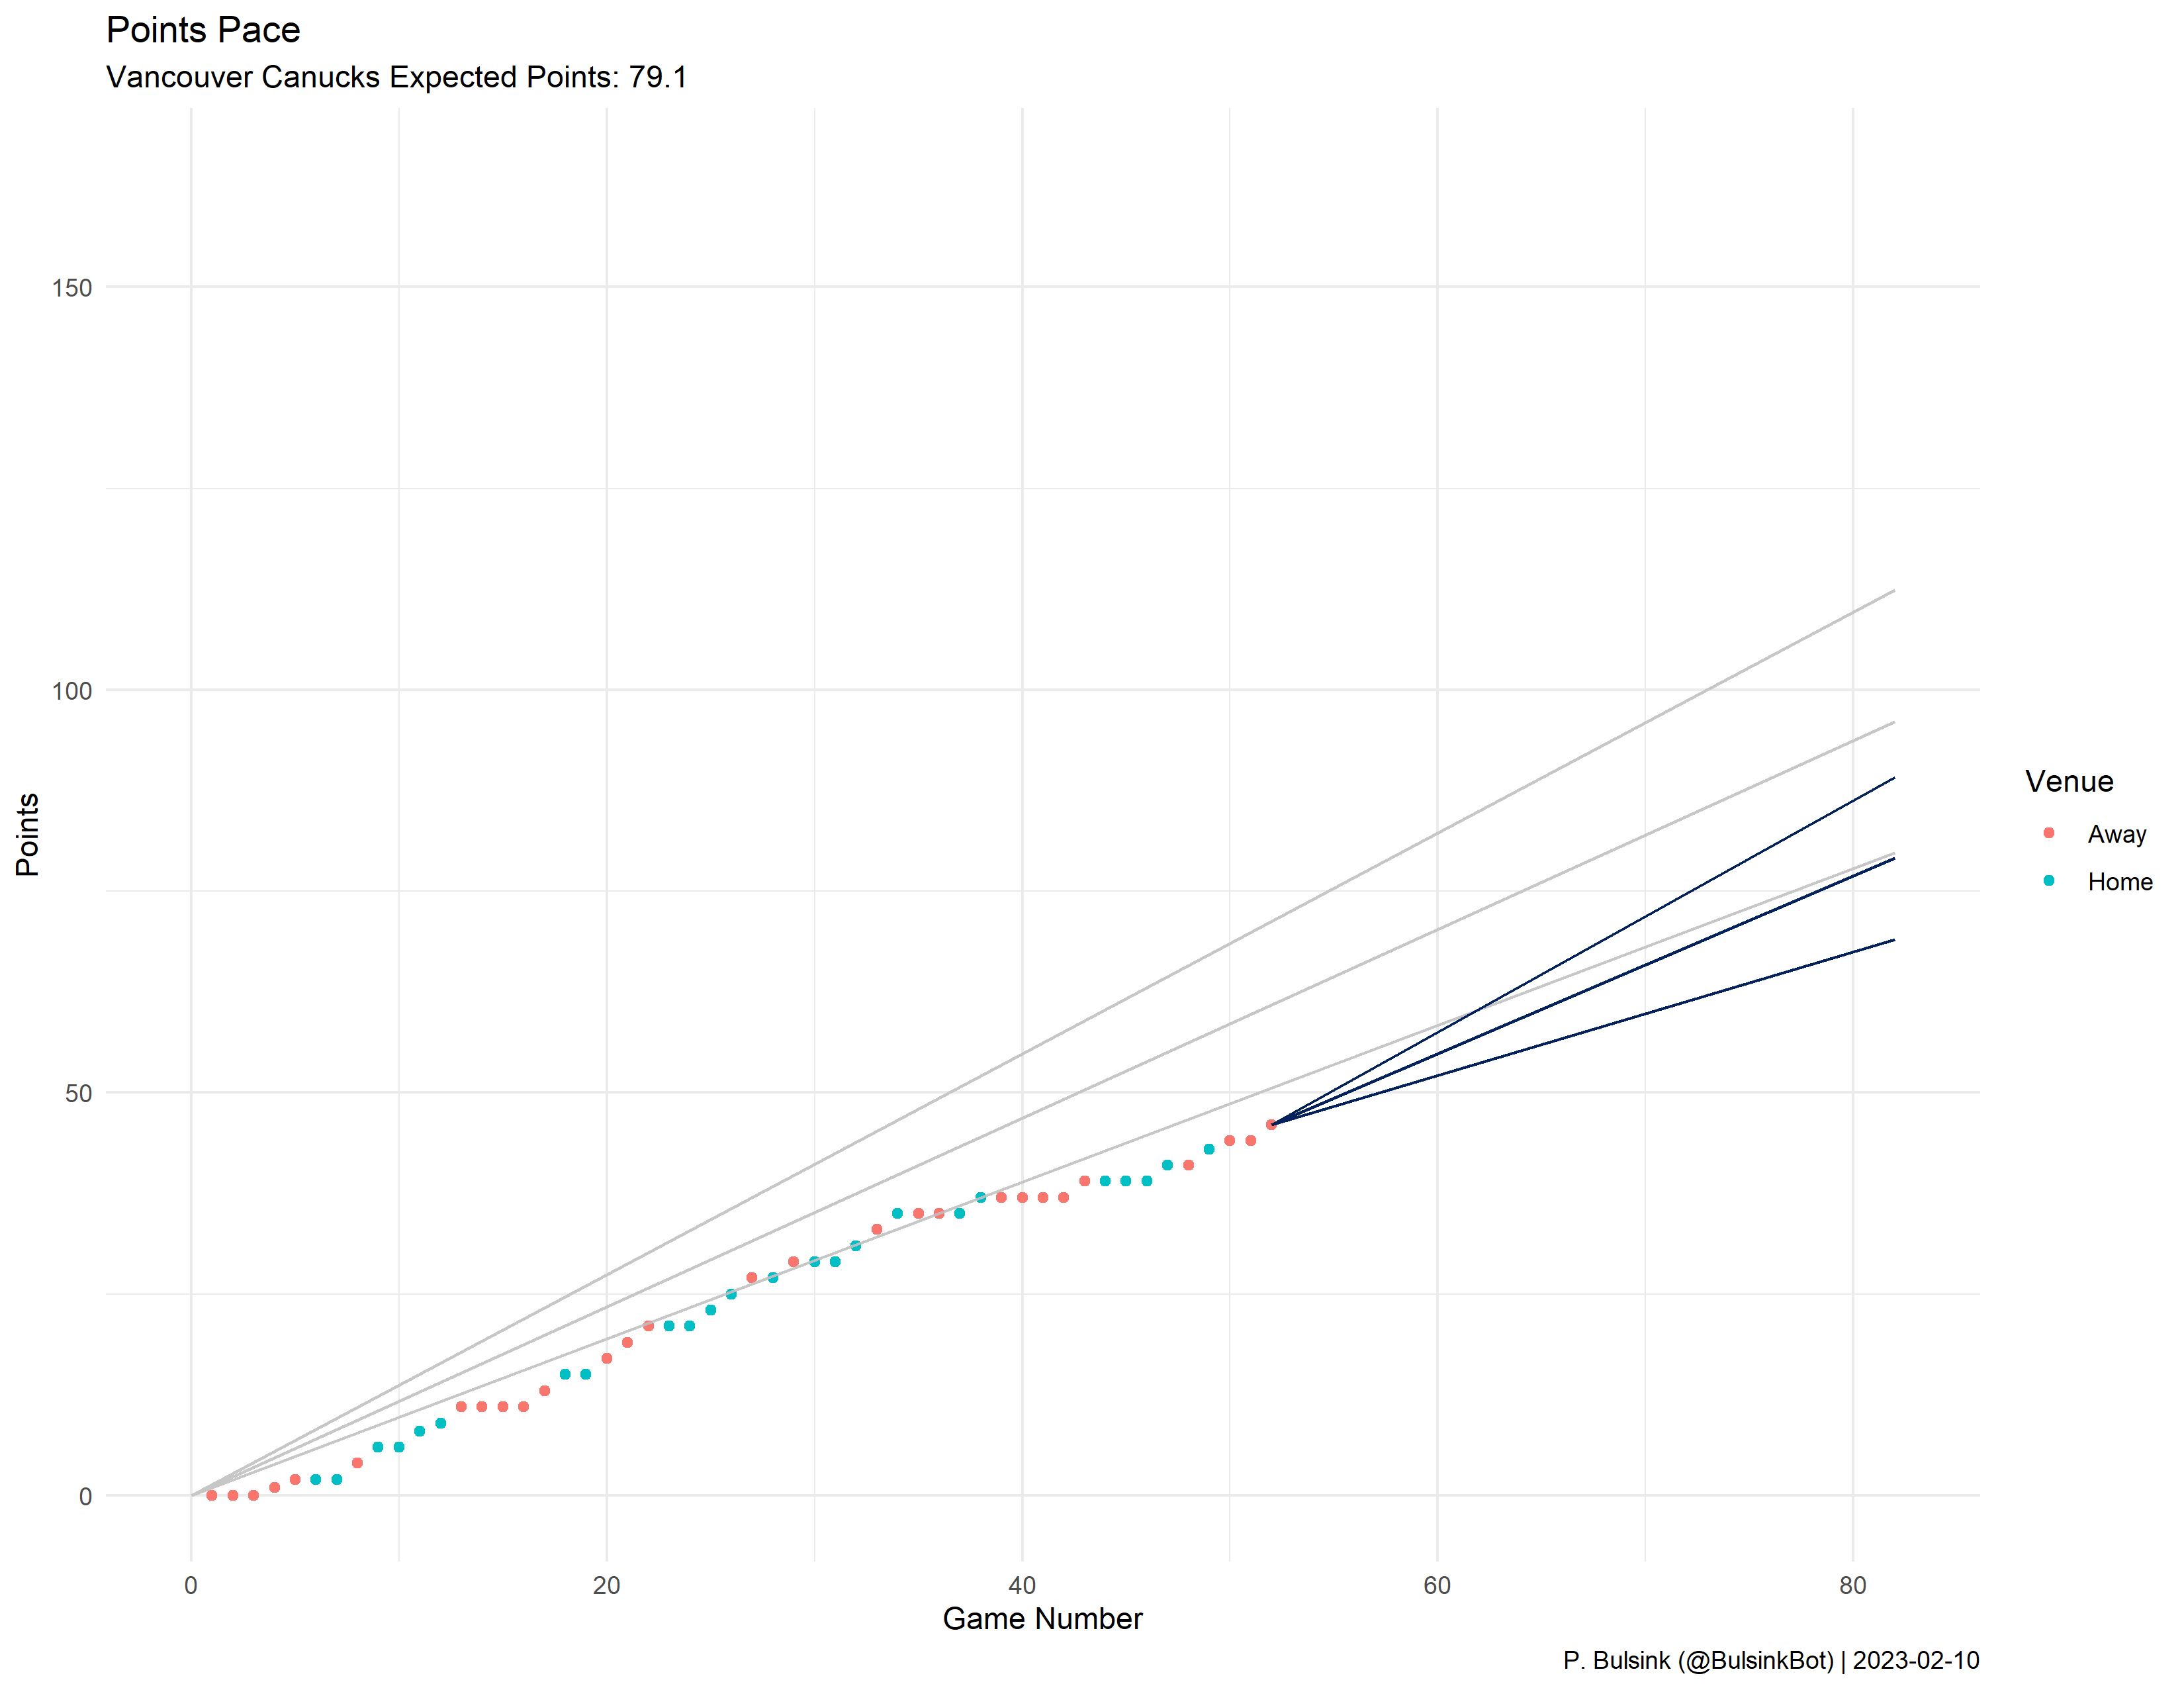 Points Pace
Vancouver Canucks Expected Points: 79.1
150
100
50
0
Points
0 20 40 60 80
Game Number
Venue
Away
Home
P. Bulsink (@BulsinkBot) | 2023-02-10